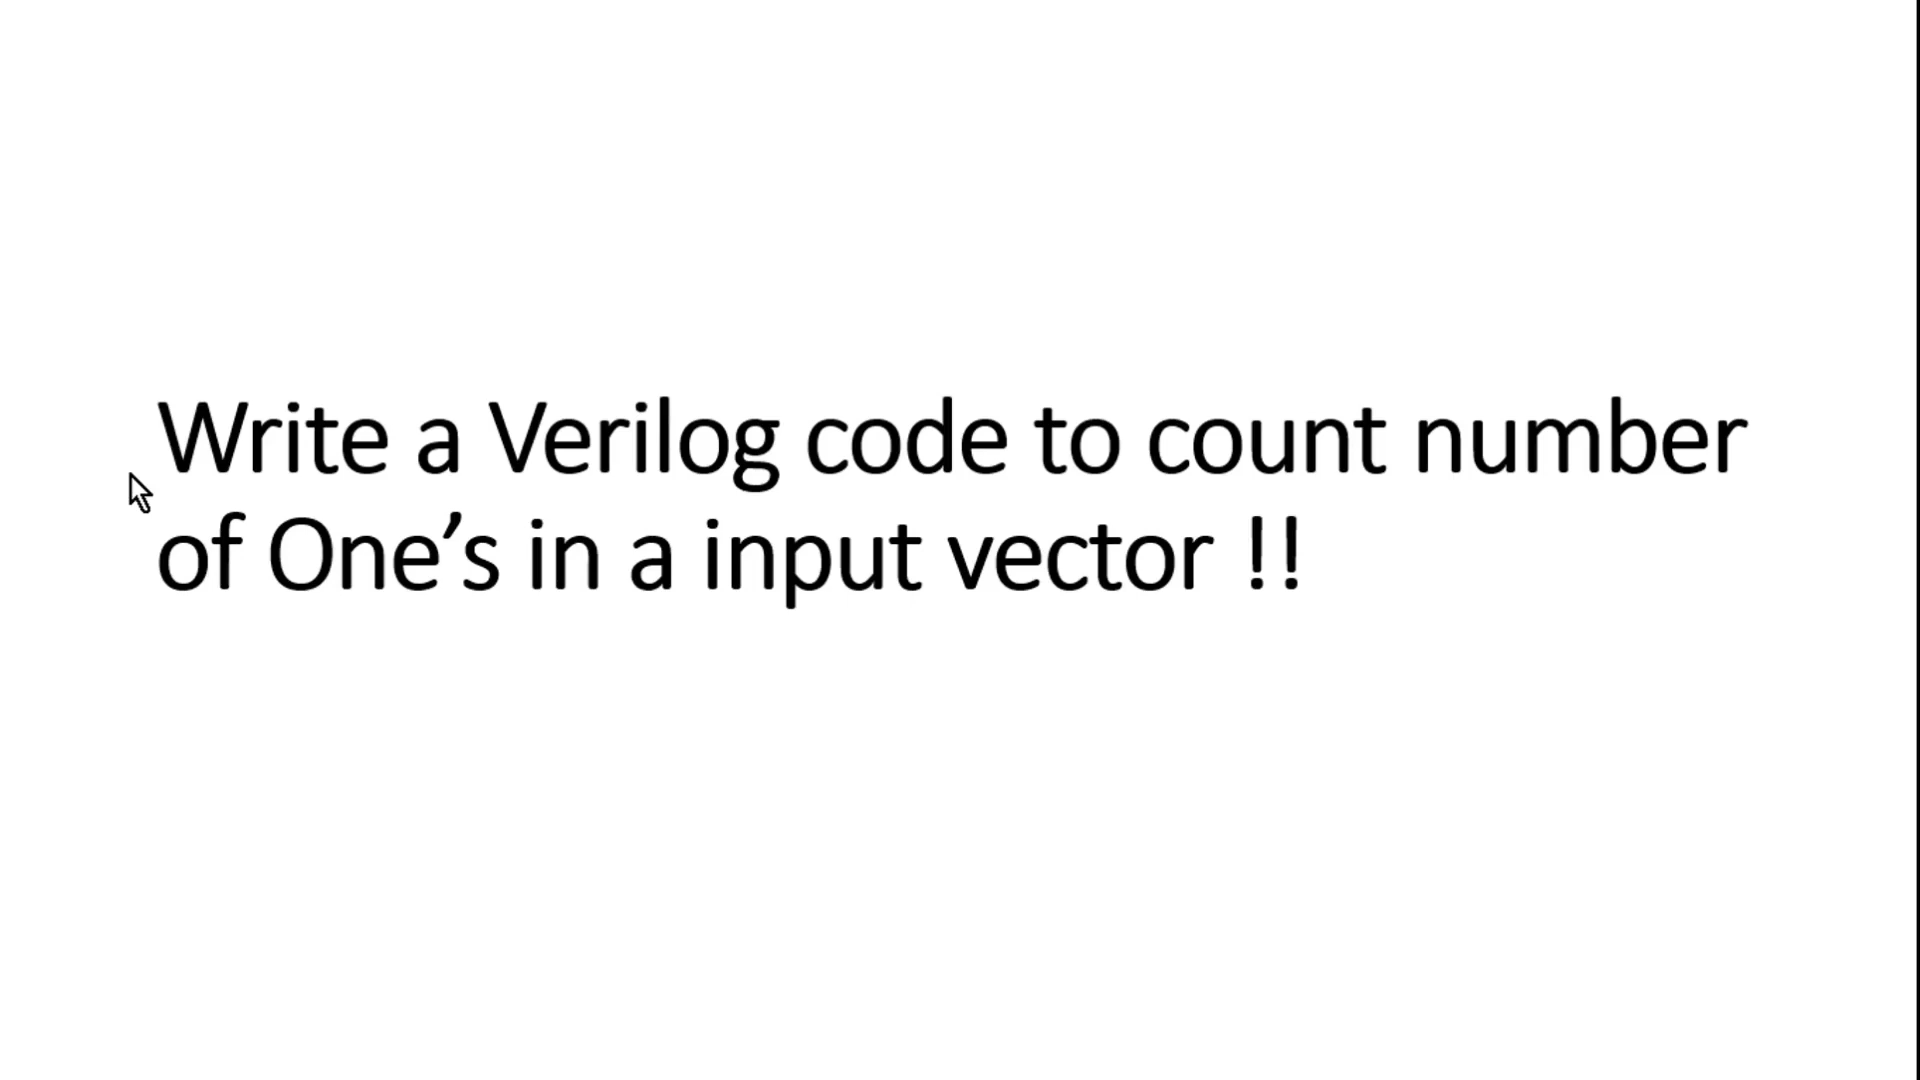 Write a Verilog code to count number
of One’s in a input vector !!